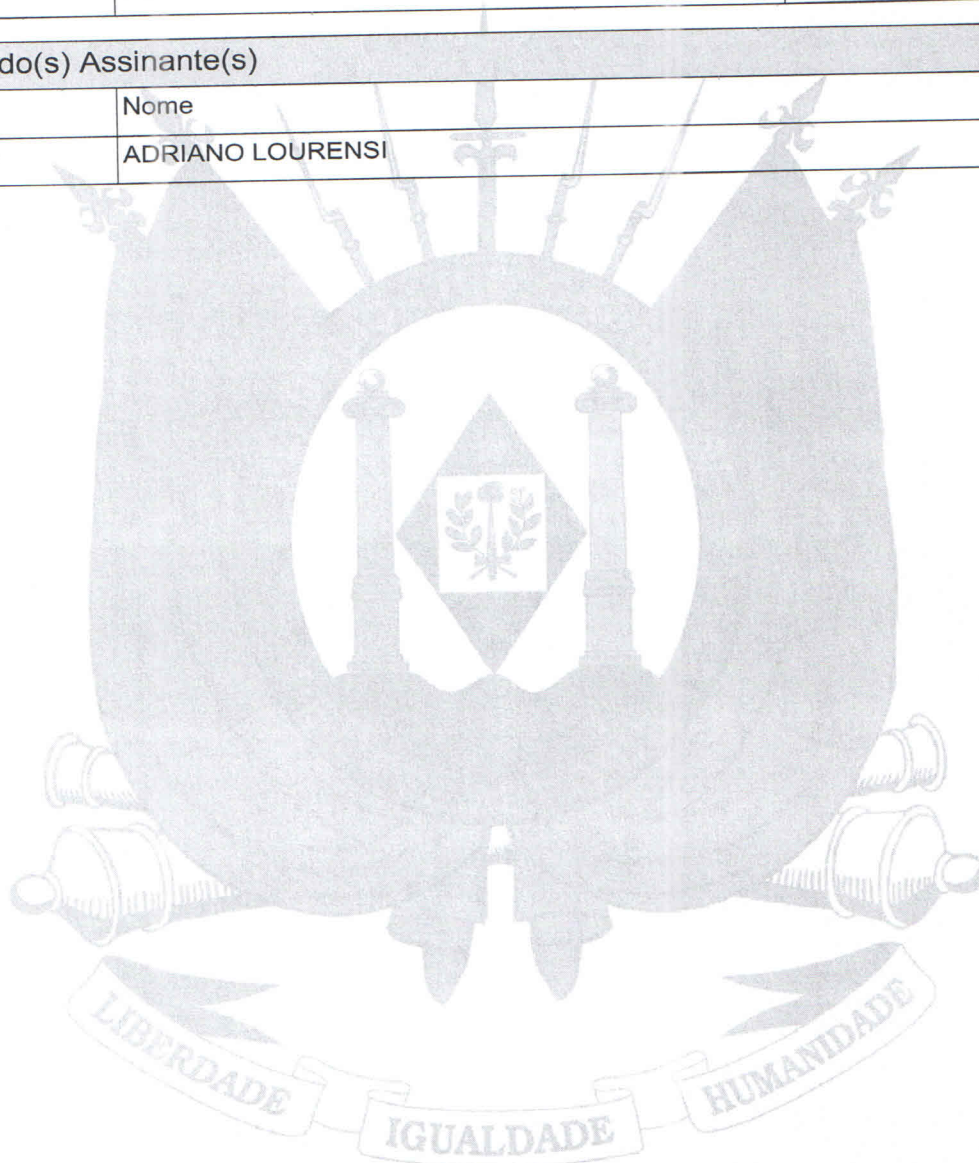 do(s) Assinante(s)
Nome
ADRIANO LOURENSI
LIBERDADE
IGUALDADE
HUMANIDADE